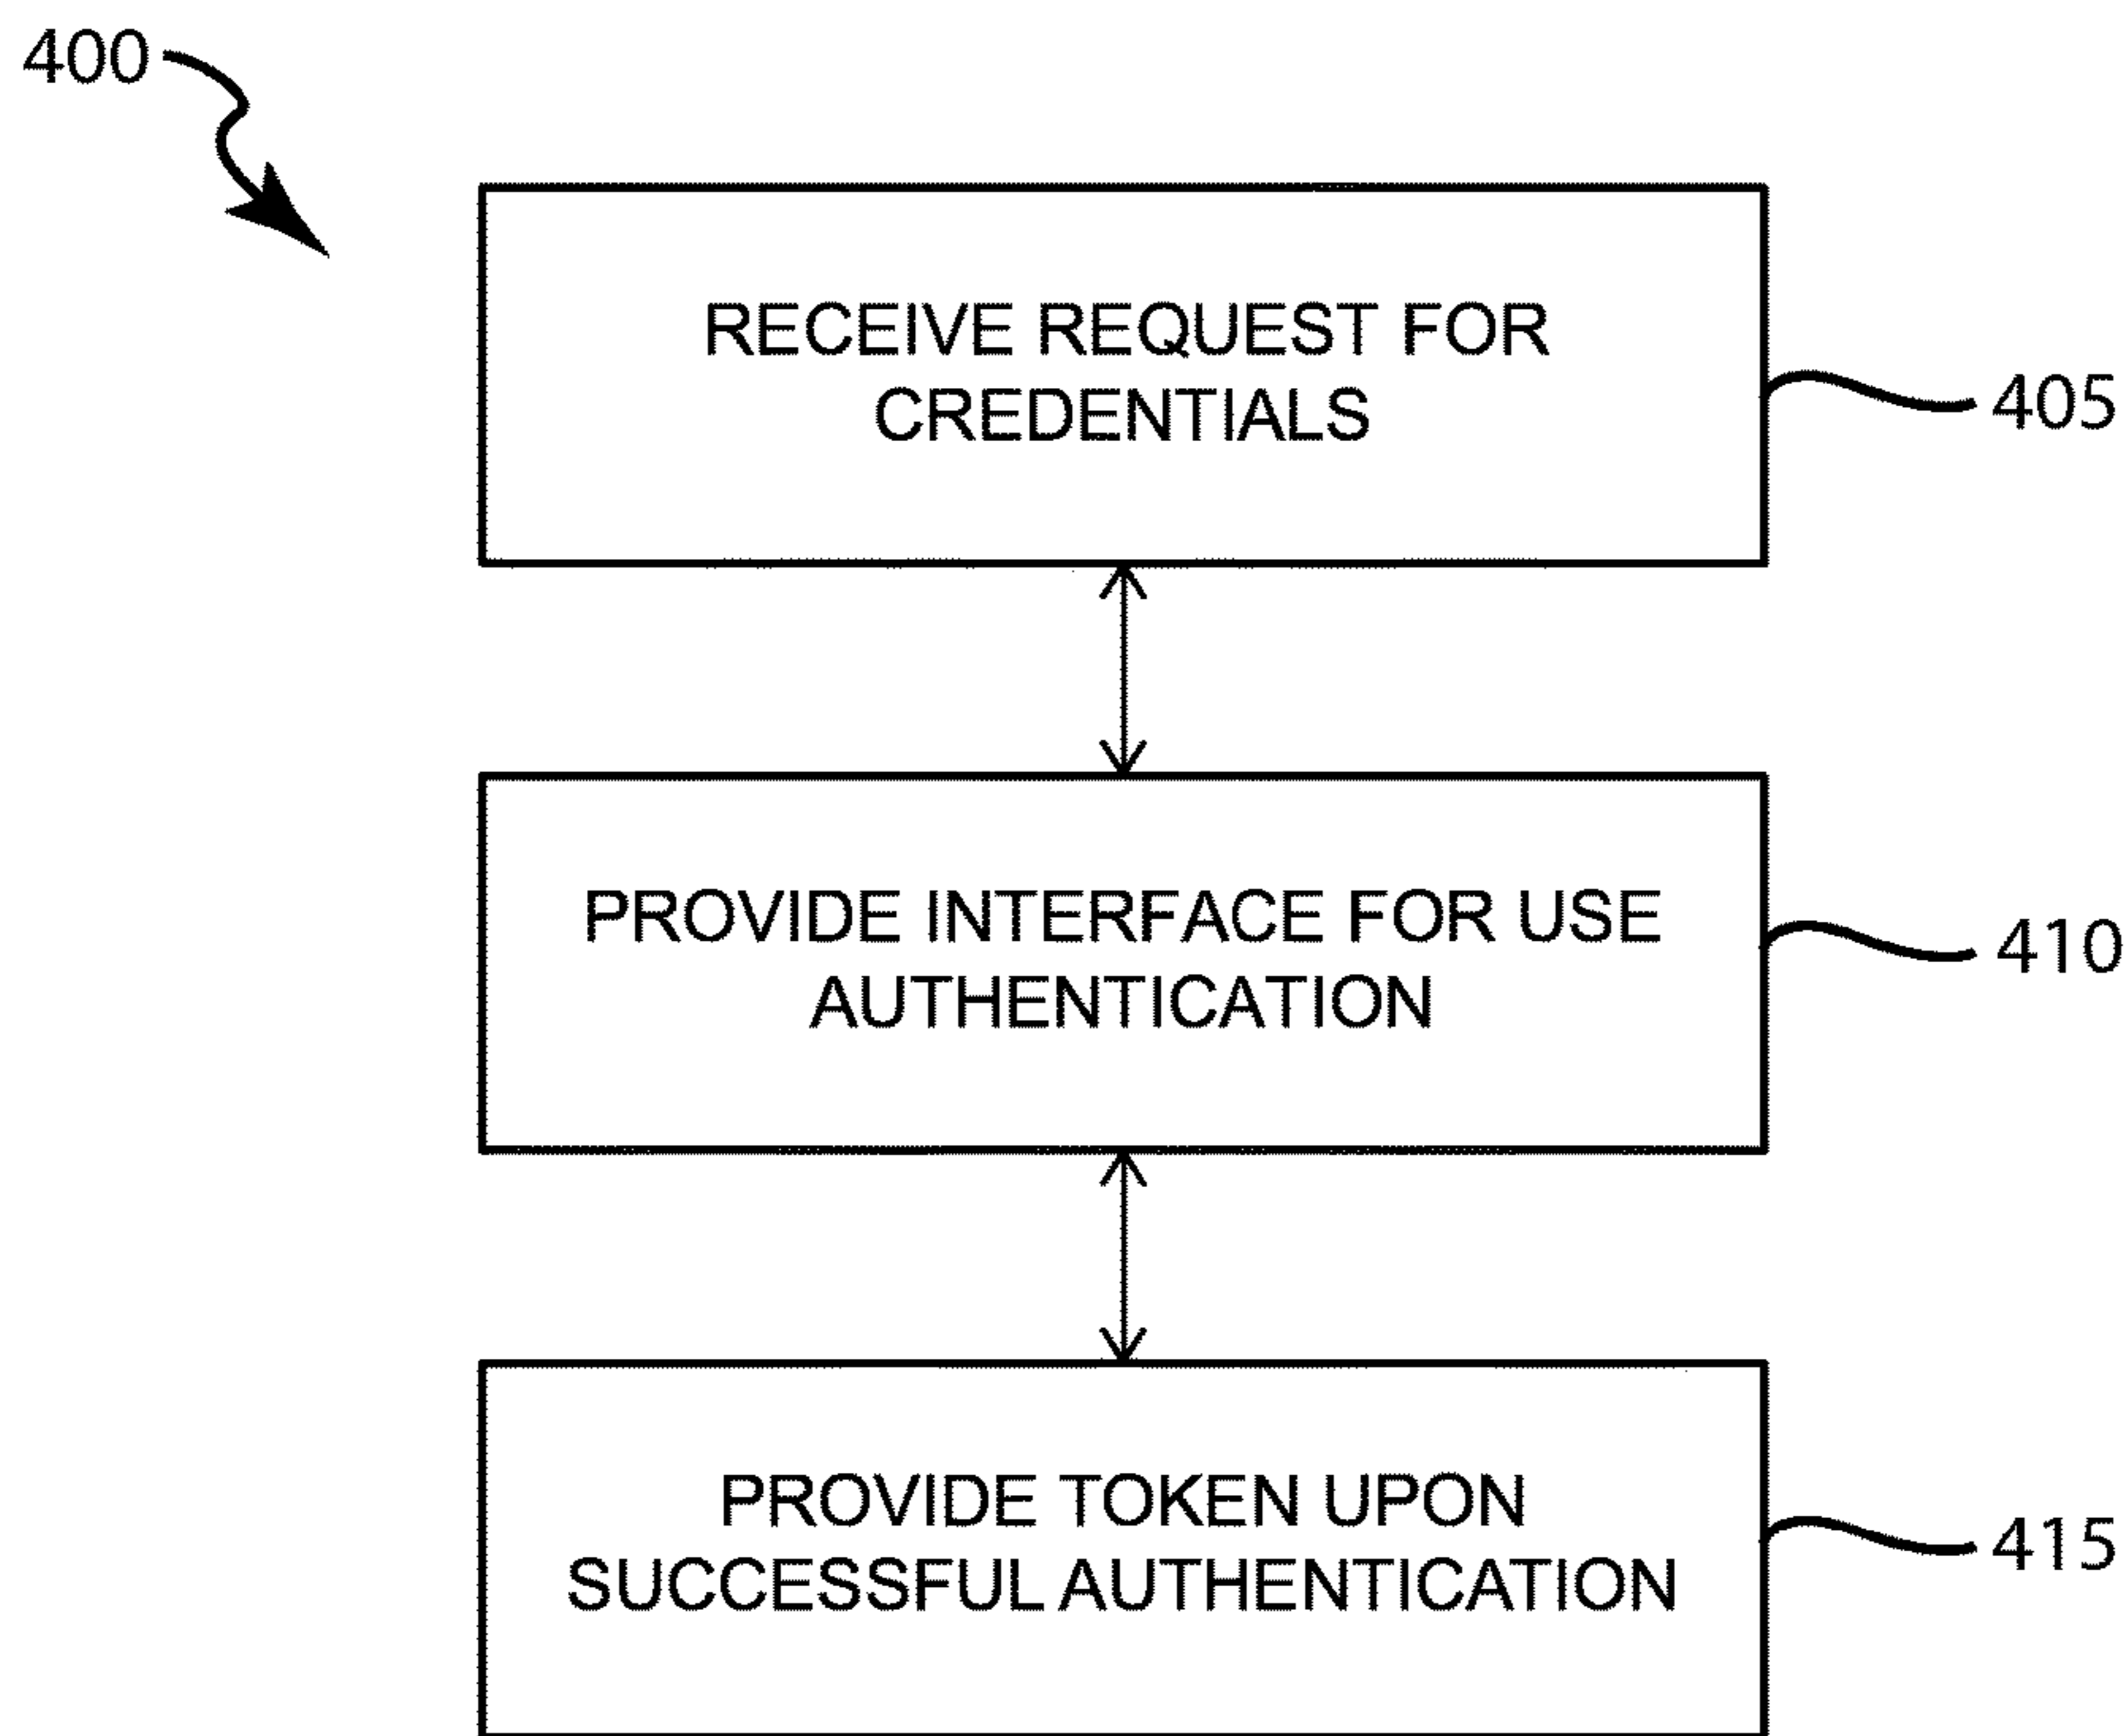 400
RECEIVE REQUEST FOR
CREDENTIALS
405
PROVIDE INTERFACE FOR USE
AUTHENTICATION
410
PROVIDE TOKEN UPON
SUCCESSFUL AUTHENTICATION
415